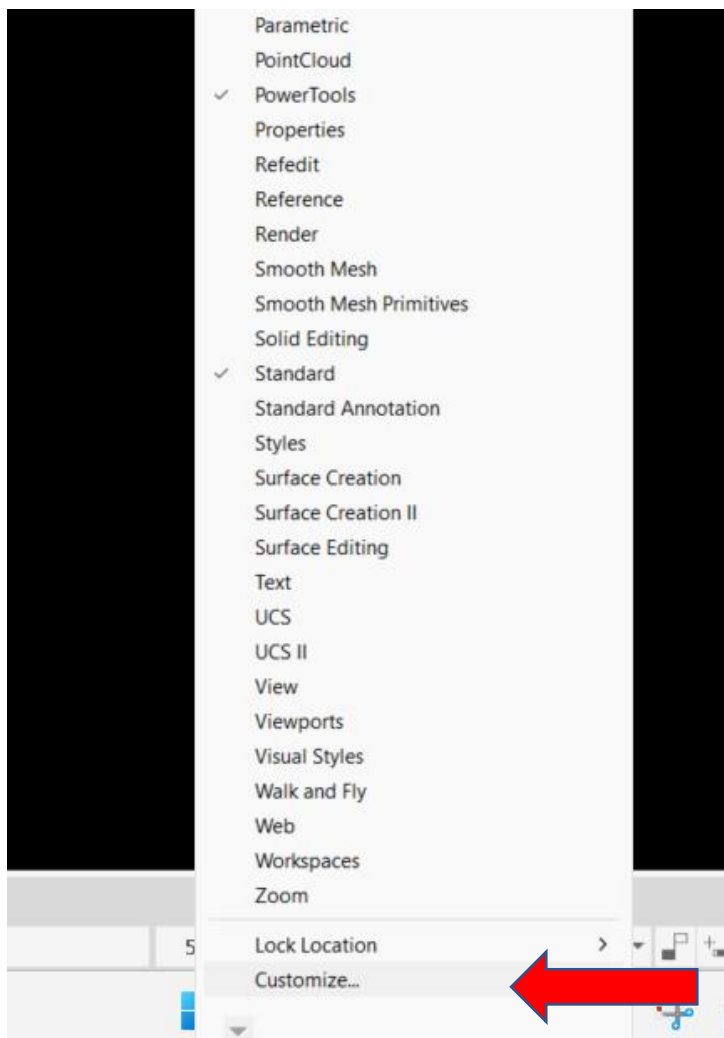 Parametric
PointCloud
PowerTools
Properties
Refedit
Reference
Render
Smooth Mesh
Smooth Mesh Primitives
Solid Editing
Standard
Standard Annotation
Styles
Surface Creation
Surface Creation II
Surface Editing
Text
UCS
UCS II
View
Viewports
Visual Styles
Walk and Fly
Web
Workspaces
Zoom
5
Lock Location
Customize...